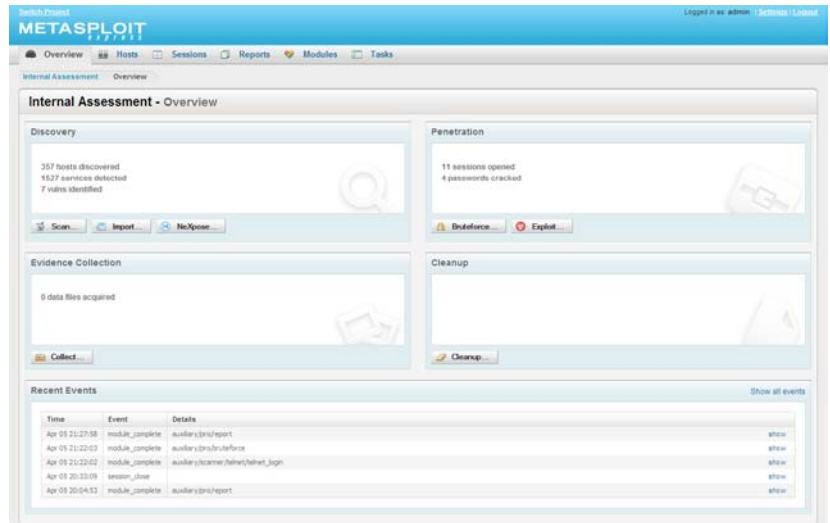 Switch Project
Logged in as: admin | Settings | Logout
METASPLOIT
express
Overview Hosts Sessions Reports Modules Tasks
Internal Assessment Overview
Internal Assessment - Overview
Discovery
357 hosts discovered
1527 services detected
7 vulns identified
Scan... Import... NeXpose...
Penetration
11 sessions opened
4 passwords cracked
Bruteforce... Exploit...
Evidence Collection
0 data files acquired
Collect...
Cleanup
Cleanup...
Recent Events
Show all events
Time Event Details
Apr 05 21:27:58 module_complete auxiliary/pro/report show
Apr 05 21:22:03 module_complete auxiliary/pro/bruteforce show
Apr 05 21:22:02 module_complete auxiliary/scanner/telnet/telnet_login show
Apr 05 20:33:09 session_close show
Apr 05 20:04:53 module_complete auxiliary/pro/report show